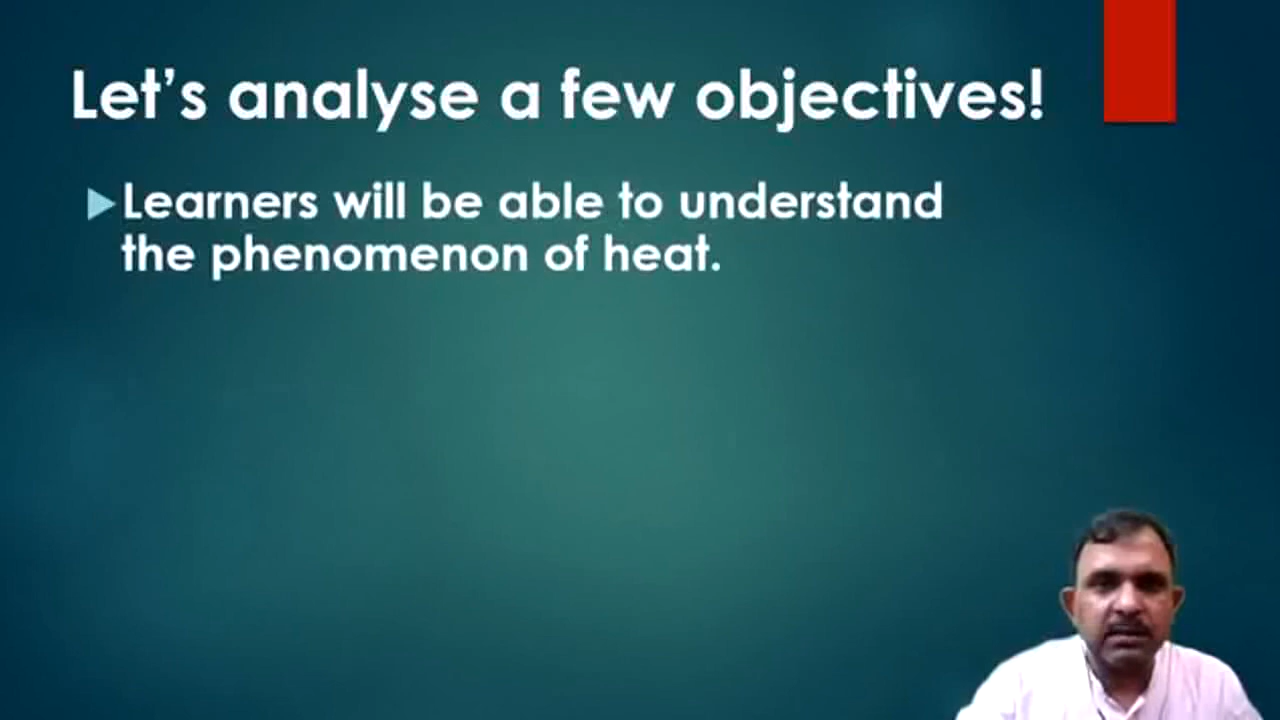 Let's analyse a few objectives!
Learners will be able to understand
the phenomenon of heat.